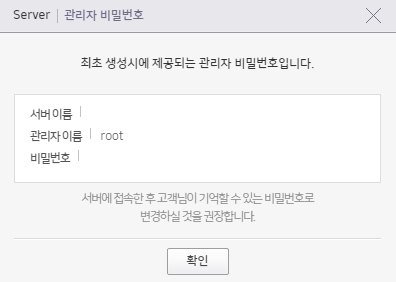 Server 관리자 비밀번호
최초 생성시에 제공되는 관리자 비밀번호입니다.
서버 이름
관리자 이름 root
비밀번호
서버에 접속한 후 고객님이 기억할 수 있는 비밀번호로
변경하실 것을 권장합니다.
확인